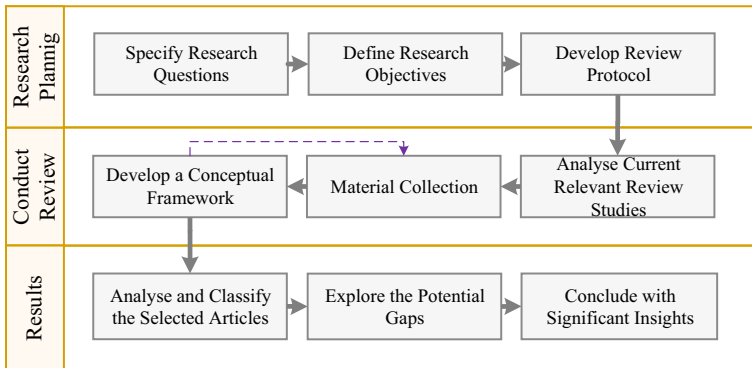 Research
Plannig
Specify Research
Questions
Define Research
Objectives
Develop Review
Protocol
Conduct
Review
Develop a Conceptual
Framework
Material Collection
Analyse Current
Relevant Review
Studies
Results
Analyse and Classify
the Selected Articles
Explore the Potential
Gaps
Conclude with
Significant Insights